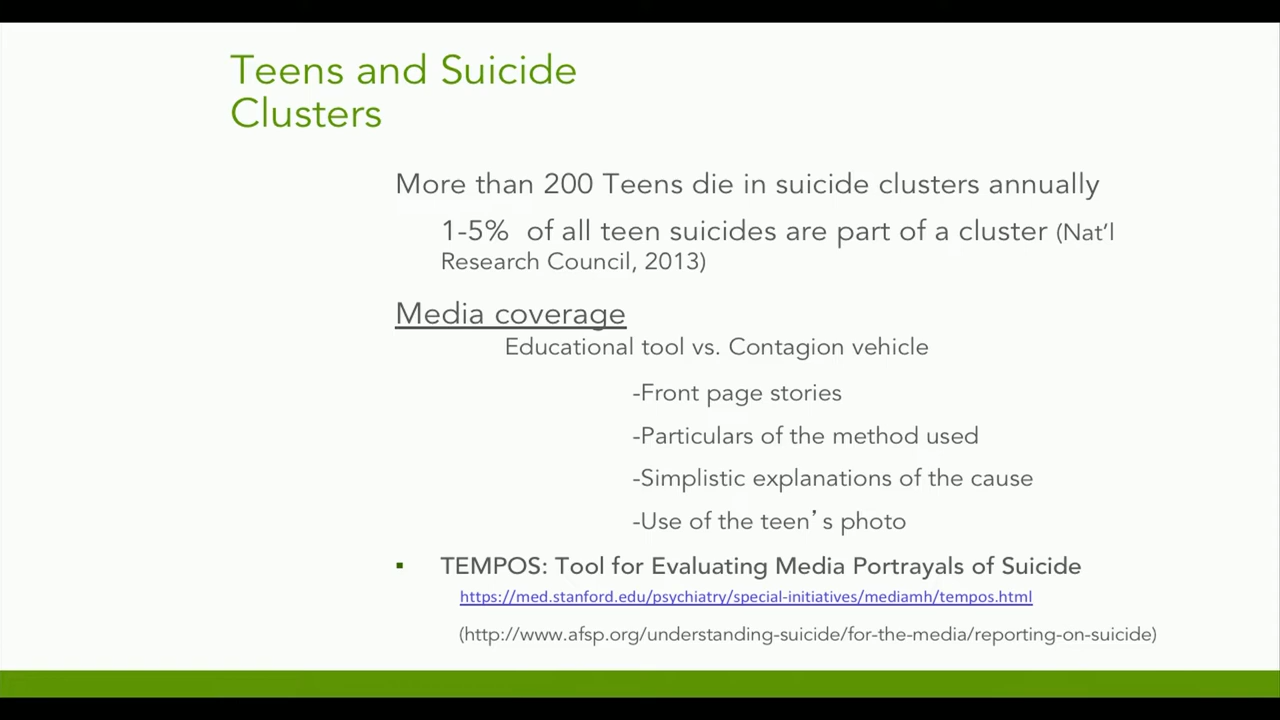 Teens and Suicide
Clusters
More than 200 Teens die in suicide clusters annually
1-5%  of all teen suicides are part of a cluster (Nat’l
Research Council, 2013)
Media coverage
Educational tool vs. Contagion vehicle
-Front page stories
-Particulars of the method used
-Simplistic explanations of the cause
-Use of the teen’s photo
▪ TEMPOS: Tool for Evaluating Media Portrayals of Suicide
https://med.stanford.edu/psychiatry/special-initiatives/mediamh/tempos.html
(http://www.afsp.org/understanding-suicide/for-the-media/reporting-on-suicide)